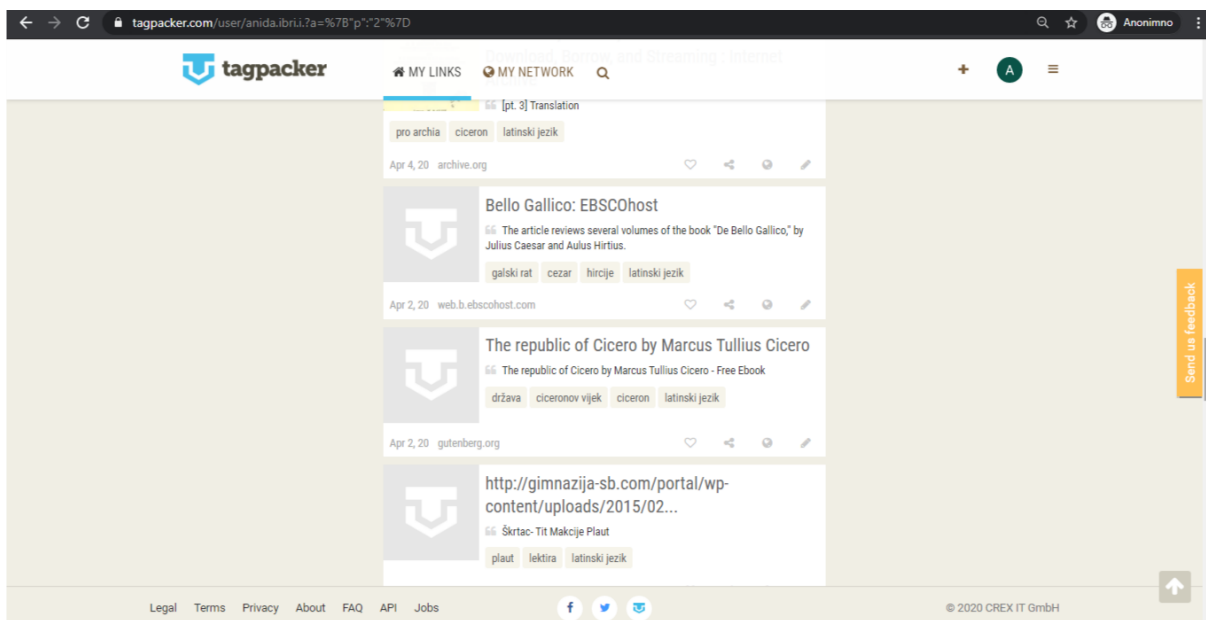 tagpacker.com/user/anida.ibri.i.?a=%7B"p":"2"%7D
Anonimno
tagpacker
MY LINKS
MY NETWORK
A
Download, Borrow, and Streaming : Internet
Archive
[pt. 3] Translation
pro archia ciceron latinski jezik
Apr 4, 20 archive.org
Bello Gallico: EBSCOhost
The article reviews several volumes of the book "De Bello Gallico," by
Julius Caesar and Aulus Hirtius.
galski rat cezar hircije latinski jezik
Apr 2, 20 web.b.ebscohost.com
The republic of Cicero by Marcus Tullius Cicero
The republic of Cicero by Marcus Tullius Cicero - Free Ebook
država ciceronov vijek ciceron latinski jezik
Apr 2, 20 gutenberg.org
http://gimnazija-sb.com/portal/wp-
content/uploads/2015/02...
Škrtac- Tit Makcije Plaut
plaut lektira latinski jezik
Send us feedback
Legal Terms Privacy About FAQ API Jobs
© 2020 CREX IT GmbH